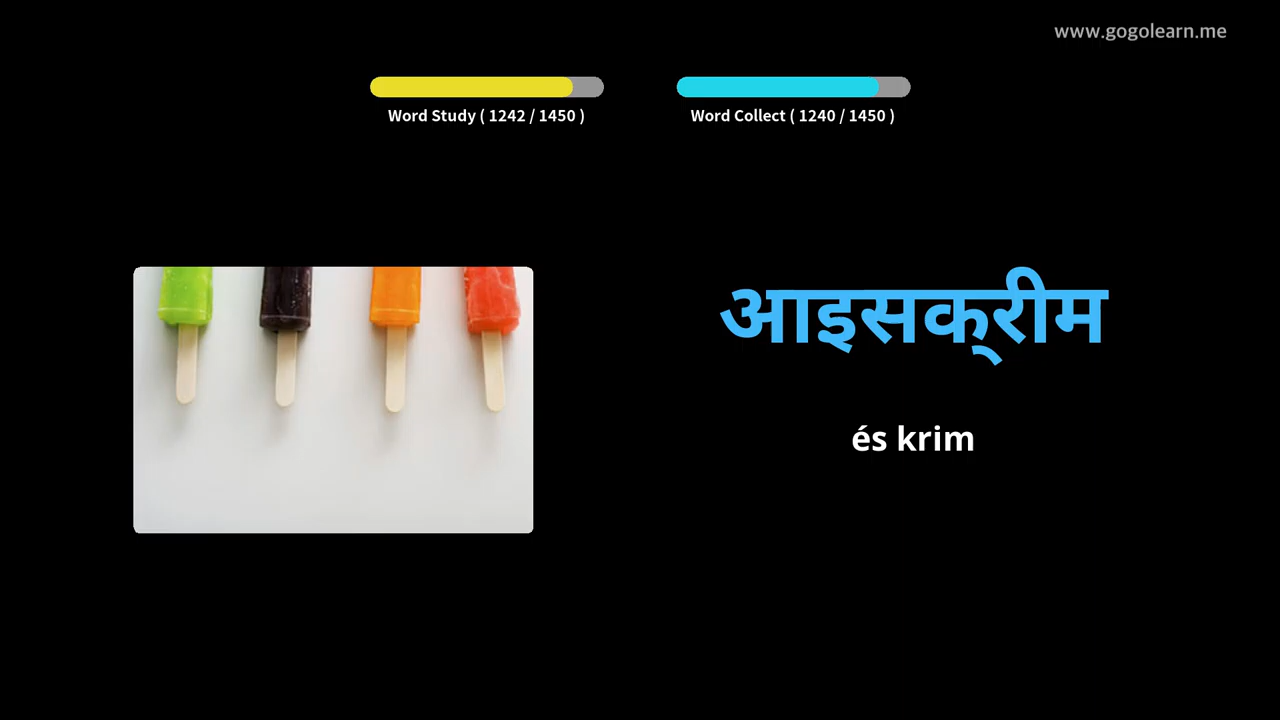 www.gogolearn.me
Word Study ( 1242 / 1450 )
Word Collect ( 1240 / 1450 )
आइसक्‌रीम
és krim